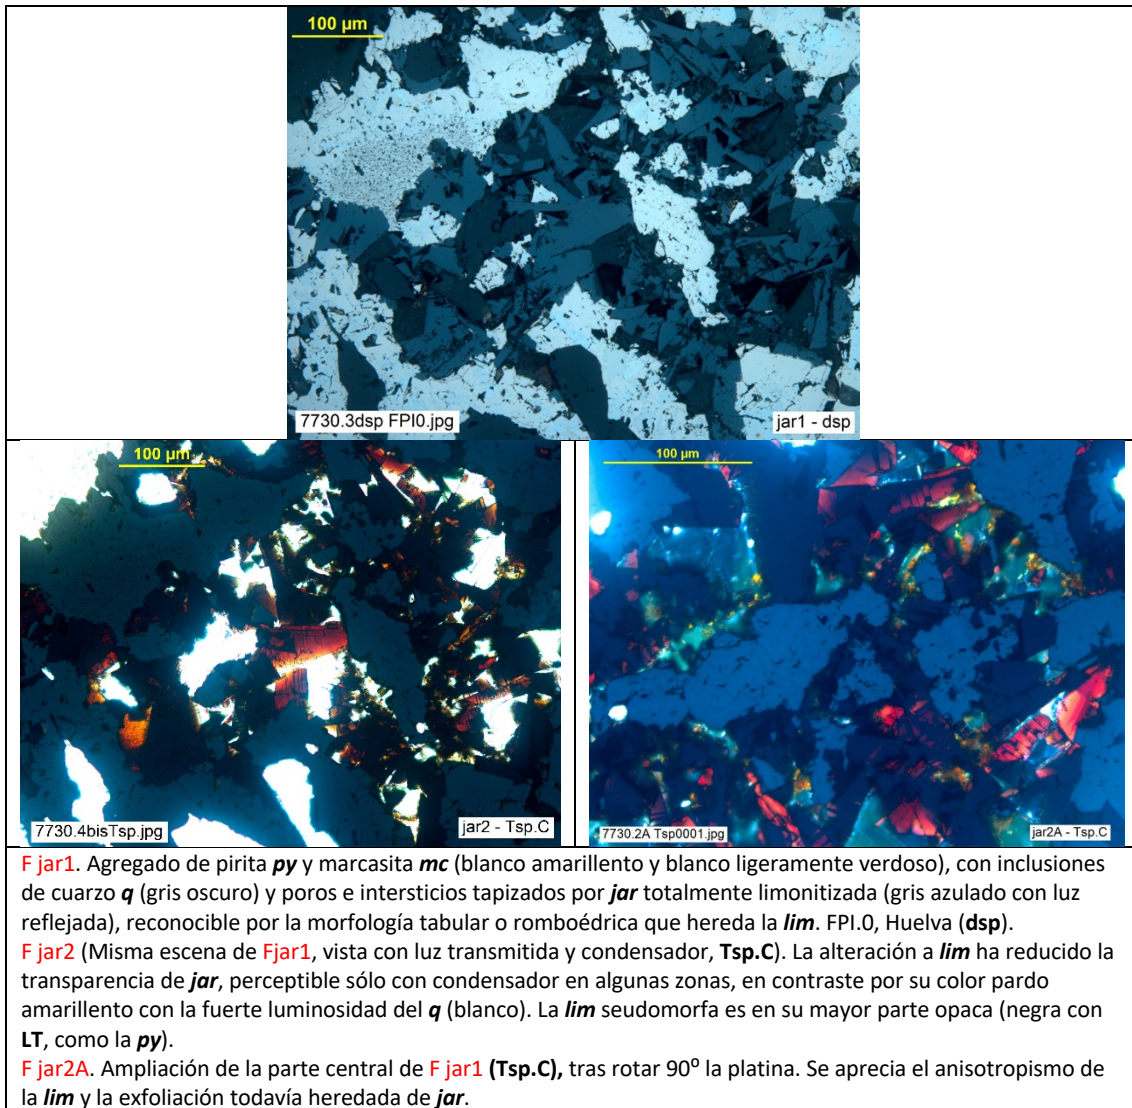 100 µm
7730.3dsp FPI0.jpg
jar1 - dsp
100 µm
7730.4bisTsp.jpg
jar2 - Tsp.C
100 µm
7730.2A Tsp0001.jpg
jar2A - Tsp.C
F jar1. Agregado de pirita py y marcasita mc (blanco amarillento y blanco ligeramente verdoso), con inclusiones
de cuarzo q (gris oscuro) y poros e intersticios tapizados por jar totalmente limonitizada (gris azulado con luz
reflejada), reconocible por la morfología tabular o romboédrica que hereda la lim. FPI.0, Huelva (dsp).
F jar2 (Misma escena de Fjar1, vista con luz transmitida y condensador, Tsp.C). La alteración a lim ha reducido la
transparencia de jar, perceptible sólo con condensador en algunas zonas, en contraste por su color pardo
amarillento con la fuerte luminosidad del q (blanco). La lim seudomorfa es en su mayor parte opaca (negra con
LT, como la py).
F jar2A. Ampliación de la parte central de F jar1 (Tsp.C), tras rotar 90º la platina. Se aprecia el anisotropismo de
la lim y la exfoliación todavía heredada de jar.